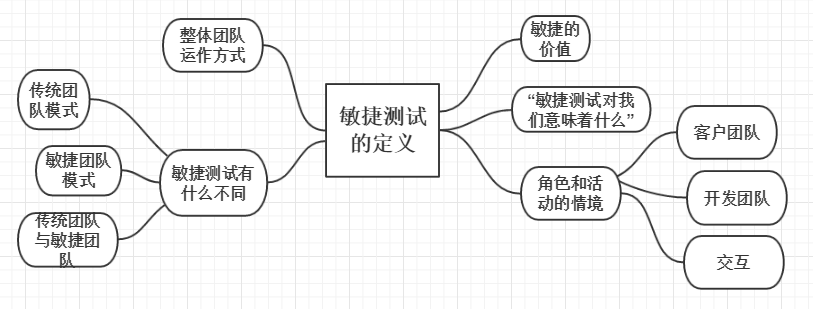 敏捷测试
的定义
敏捷的
价值
“敏捷测试对我
们意味着什么”
角色和活
动的情境
客户团队
开发团队
交互
整体团队
运作方式
敏捷测试有
什么不同
传统团
队模式
敏捷团队
模式
传统团队
与敏捷团
队